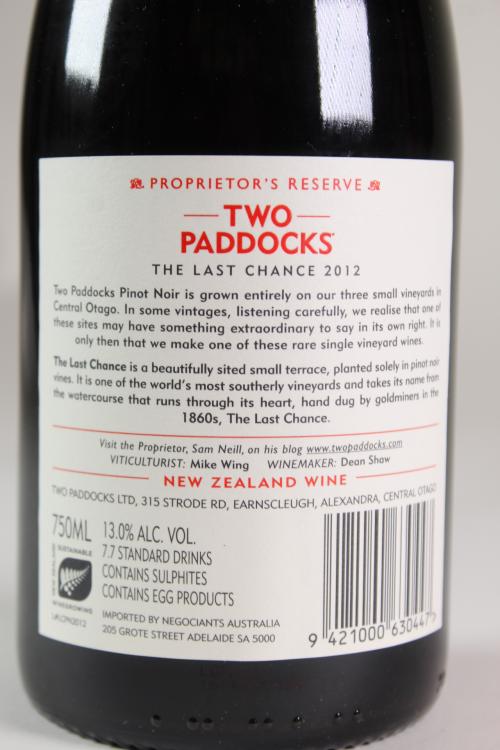 PROPRIETOR'S RESERVE
TWO
PADDOCKS
THE LAST CHANCE 2012
Two Paddocks Pinot Noir is grown entirely on our three small vineyards in
Central Otago. In some vintages, listening carefully, we realise that one of
these sites may have something extraordinary to say in its own right. It is
only then that we make one of these rare single vineyard wines.
The Last Chance is a beautifully sited small terrace, planted solely in pinot noir
vines. It is one of the world's most southerly vineyards and takes its name from
the watercourse that runs through its heart, hand dug by goldminers in the
1860s, The Last Chance.
Visit the Proprietor, Sam Neill, on his blog www.twopaddocks.com
VITICULTURIST: Mike Wing WINEMAKER: Dean Shaw
NEW ZEALAND WINE
TWO PADDOCKS LTD, 315 STRODE RD, EARNSCLEUGH, ALEXANDRA, CENTRAL OTAGO
750ML
13.0% ALC. VOL.
7.7 STANDARD DRINKS
CONTAINS SULPHITES
CONTAINS EGG PRODUCTS
SUSTAINABLE
NEW ZEALAND
WINEGROWING
IMPORTED BY NEGOCIANTS AUSTRALIA
205 GROTE STREET ADELAIDE SA 5000
9 421000 630447